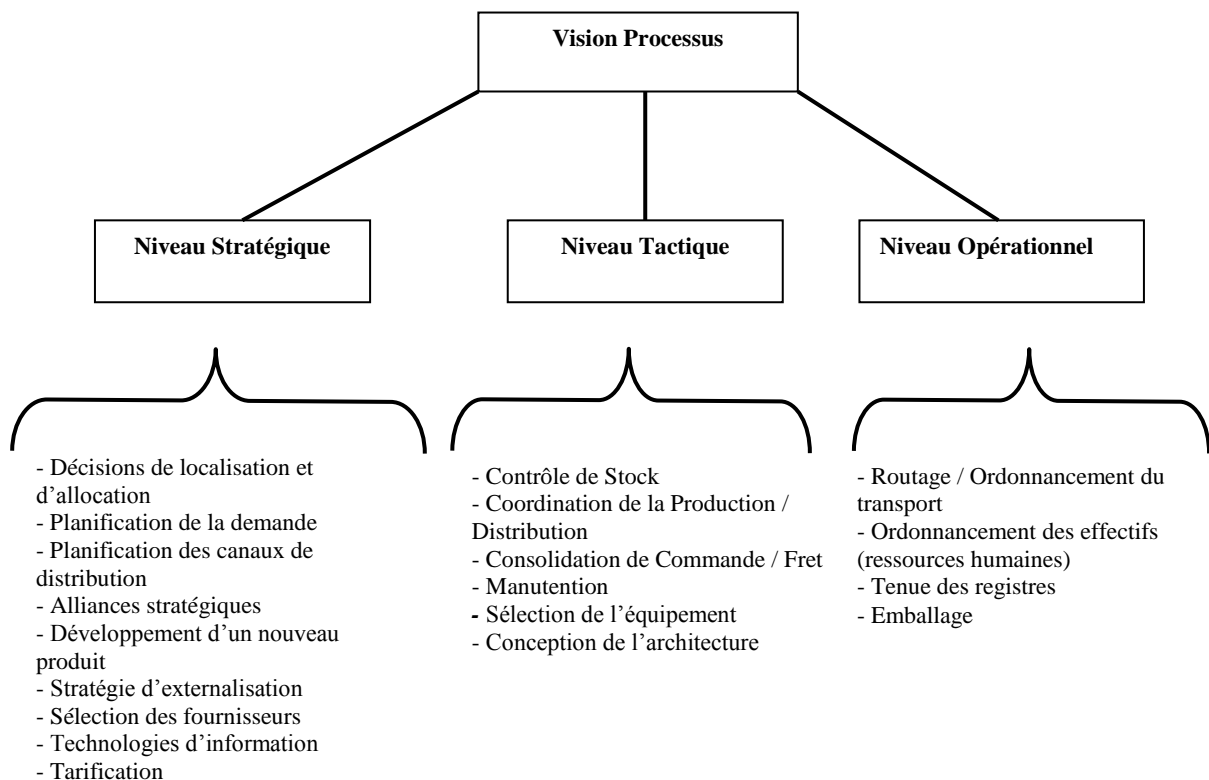 Vision Processus
Niveau Stratégique
Niveau Tactique
Niveau Opérationnel
- Décisions de localisation et
d’allocation
- Planification de la demande
- Planification des canaux de
distribution
- Alliances stratégiques
- Développement d’un nouveau
produit
- Stratégie d’externalisation
- Sélection des fournisseurs
- Technologies d’information
- Tarification
- Contrôle de Stock
- Coordination de la Production /
Distribution
- Consolidation de Commande / Fret
- Manutention
- Sélection de l’équipement
- Conception de l’architecture
- Routage / Ordonnancement du
transport
- Ordonnancement des effectifs
(ressources humaines)
- Tenue des registres
- Emballage